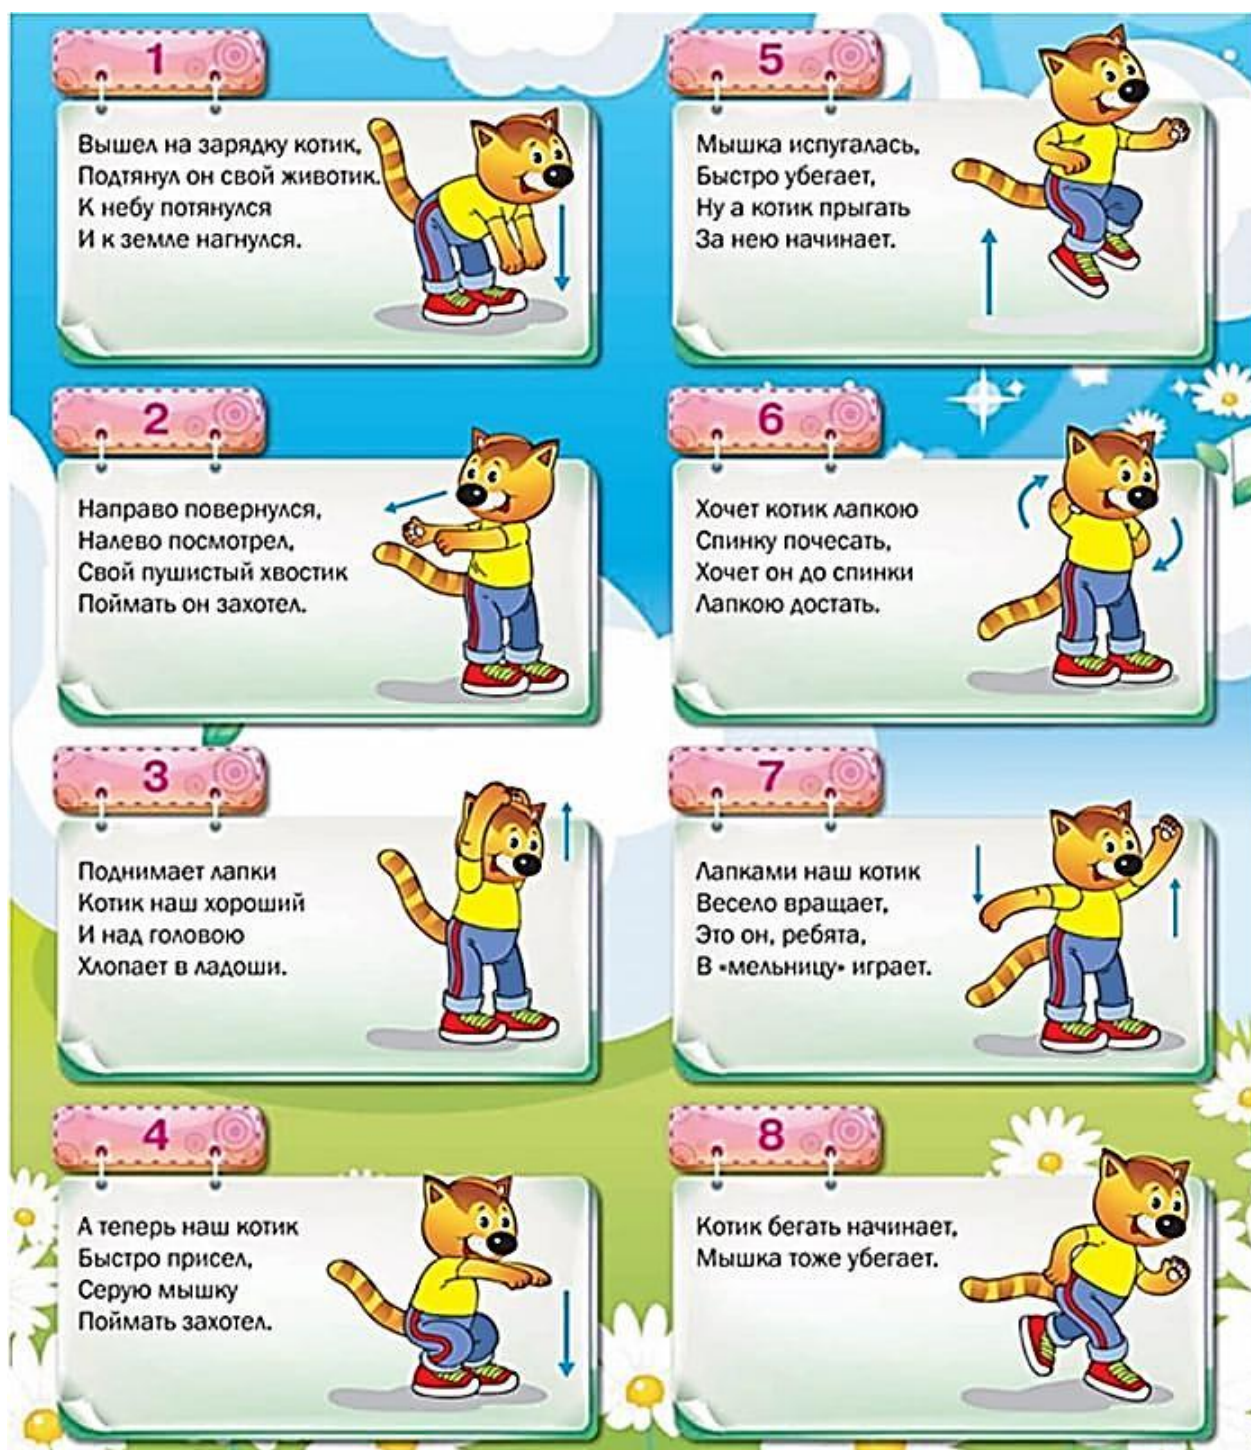 1
Вышел на зарядку котик,
Подтянул он свой животик.
К небу потянулся
И к земле нагнулся.
2
Направо повернулся,
Налево посмотрел,
Свой пушистый хвостик
Поймать он захотел.
3
Поднимает лапки
Котик наш хороший
И над головою
Хлопает в ладоши.
4
А теперь наш котик
Быстро присел,
Серую мышку
Поймать захотел.
5
Мышка испугалась,
Быстро убегает,
Ну а котик прыгать
За нею начинает.
6
Хочет котик лапкою
Спинку почесать,
Хочет он до спинки
Лапкою достать.
7
Лапками наш котик
Весело вращает,
Это он, ребята,
В «мельницу» играет.
8
Котик бегать начинает,
Мышка тоже убегает.